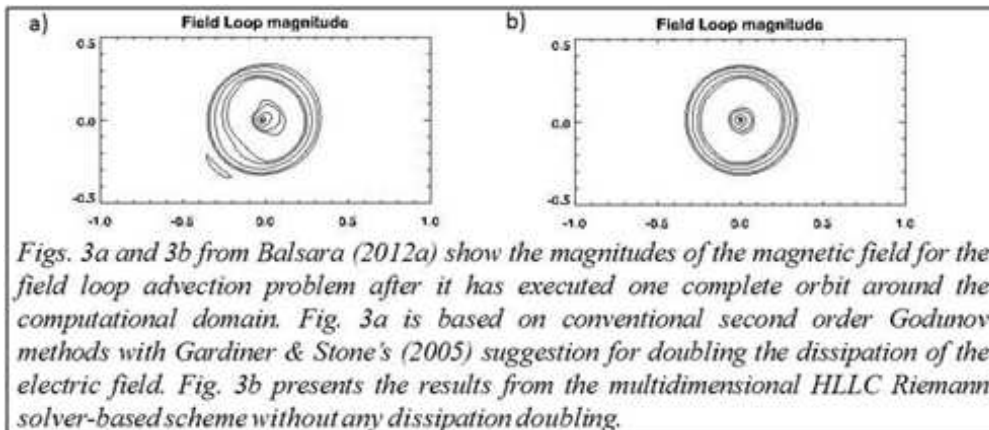 a) Field Loop magnitude
b) Field Loop magnitude
0.5
0.0
-0.5
-1.0 -0.5 0.0 0.5 1.0
0.5
0.0
-0.5
-1.0 -0.5 0.0 0.5 1.0
Figs. 3a and 3b from Balsara (2012a) show the magnitudes of the magnetic field for the
field loop advection problem after it has executed one complete orbit around the
computational domain. Fig. 3a is based on conventional second order Godunov
methods with Gardiner & Stone's (2005) suggestion for doubling the dissipation of the
electric field. Fig. 3b presents the results from the multidimensional HLLC Riemann
solver-based scheme without any dissipation doubling.